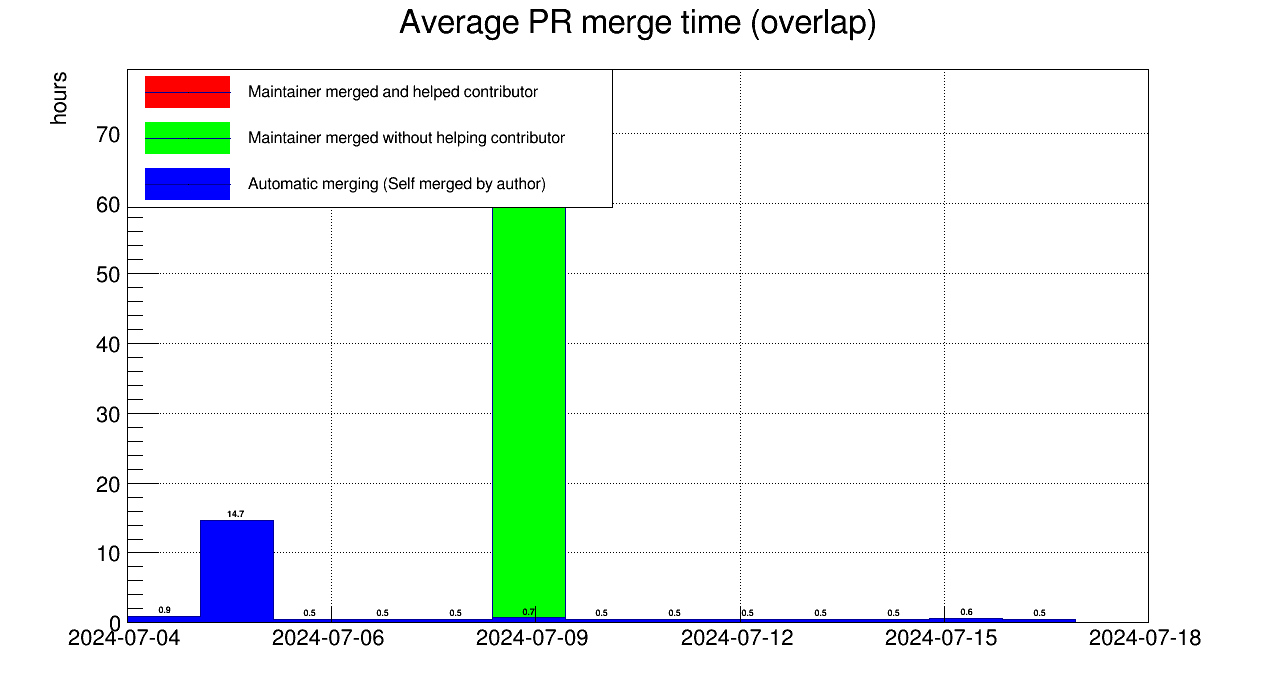 Average PR merge time (overlap)
hours
Maintainer merged and helped contributor
Maintainer merged without helping contributor
Automatic merging (Self merged by author)
70
60
50
40
30
20
10
0
0.9 14.7 0.5 0.5 0.5 0.7 0.5 0.5 0.5 0.5 0.5 0.6 0.5
2024-07-04 2024-07-06 2024-07-09 2024-07-12 2024-07-15 2024-07-18